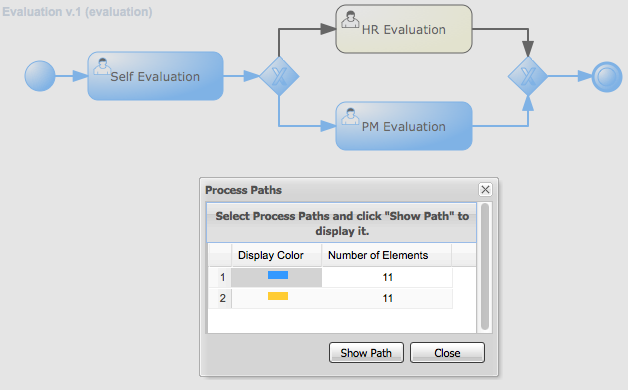 Evaluation v.1 (evaluation)
HR Evaluation
Self Evaluation
X
X
PM Evaluation
Process Paths
Select Process Paths and click "Show Path" to
display it.
Display Color Number of Elements
1 11
2 11
Show Path Close